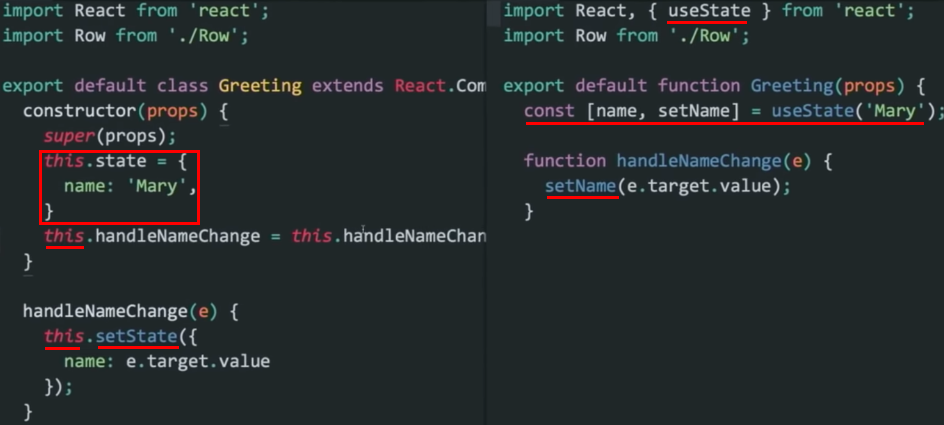 import React from 'react';
import Row from './Row';
export default class Greeting extends React.Com
constructor(props) {
super(props);
this.state = {
name: 'Mary',
}
this.handleNameChange = this.handleNameChan
}
handleNameChange(e) {
this.setState({
name: e.target.value
});
}
import React, { useState } from 'react';
import Row from './Row';
export default function Greeting(props) {
const [name, setName] = useState('Mary');
function handleNameChange(e) {
setName(e.target.value);
}